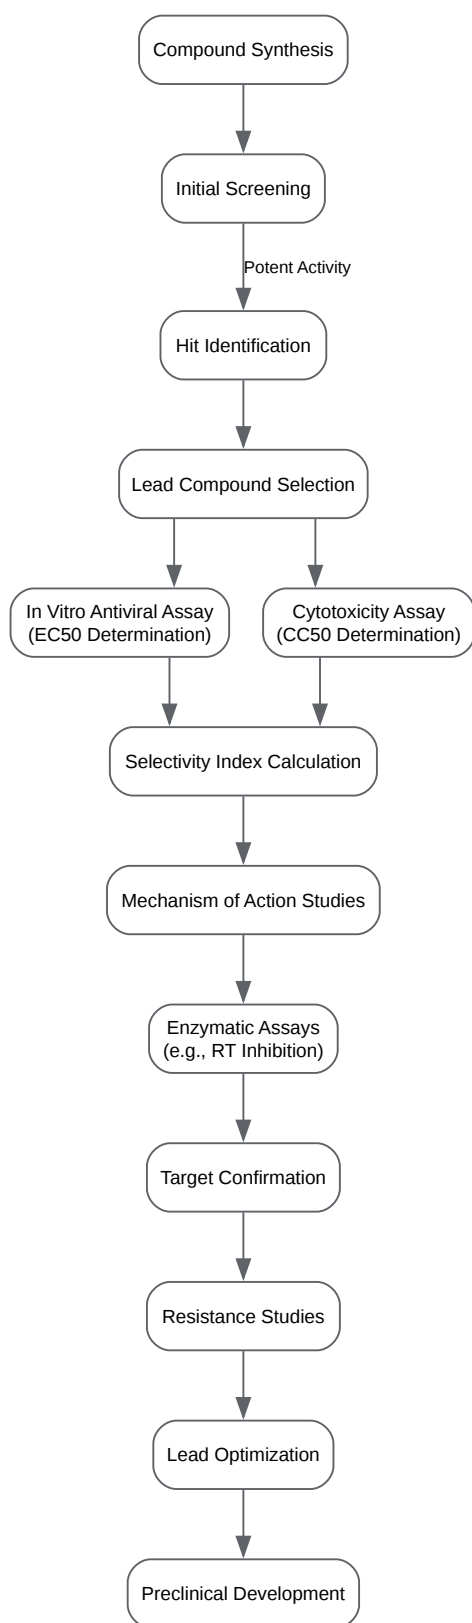 Compound Synthesis
Initial Screening
Potent Activity
Hit Identification
Lead Compound Selection
In Vitro Antiviral Assay
(EC50 Determination)
Cytotoxicity Assay
(CC50 Determination)
Selectivity Index Calculation
Mechanism of Action Studies
Enzymatic Assays
(e.g., RT Inhibition)
Target Confirmation
Resistance Studies
Lead Optimization
Preclinical Development